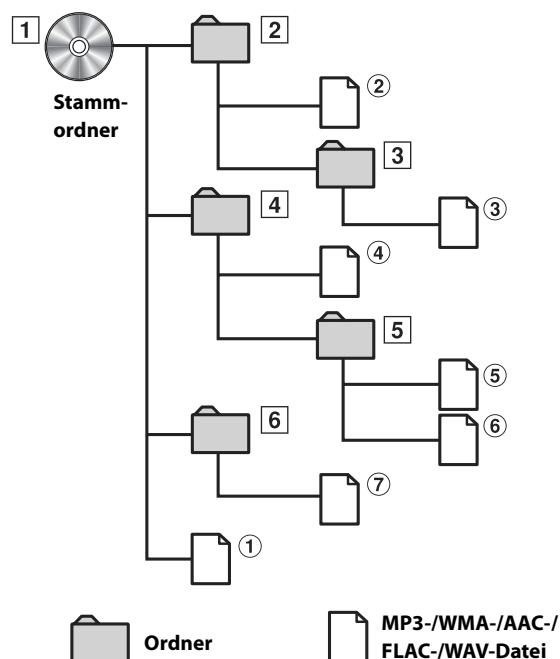 1
2
Stamm-
ordner
②
3
4
③
④
5
⑤
⑥
6
⑦
①
Ordner
MP3-/WMA-/AAC-/
FLAC-/WAV-Datei